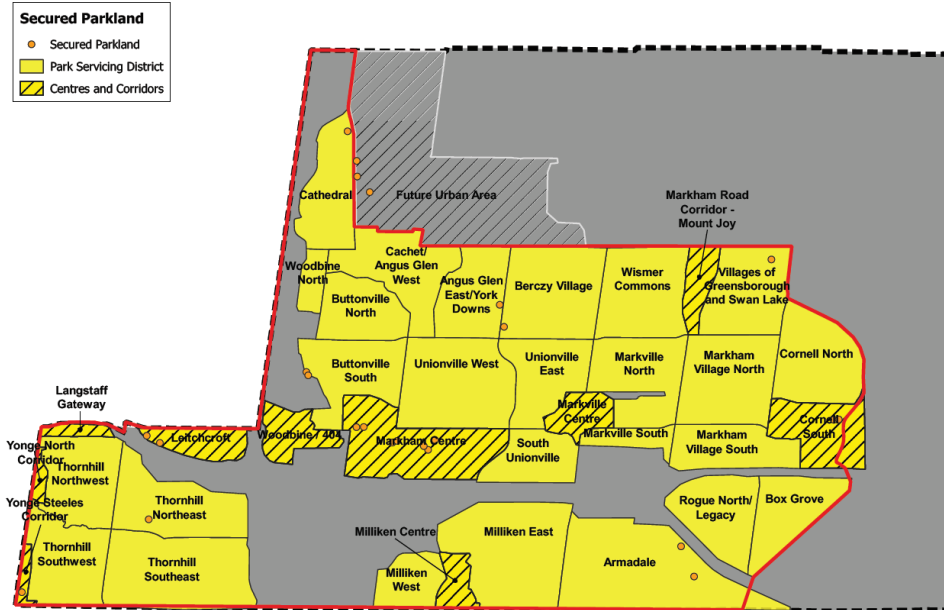 Secured Parkland
Secured Parkland
Park Servicing District
Centres and Corridors
Cathedral
Future Urban Area
Markham Road
Corridor -
Mount Joy
Woodbine
North
Cachet/
Angus Glen
West
Angus Glen
East/York
Downs
Berczy Village
Wismer
Commons
Villages of
Greensborough
and Swan Lake
Buttonville
North
Buttonville
South
Unionville West
Unionville
East
Markville
North
Markham
Village North
Cornell North
Langstaff
Gateway
Leitchcroft
Woodbine / 404
Markham Centre
Markville
Centre
Markville South
South
Unionville
Markham
Village South
Cornell
South
Yonge North
Corridor
Thornhill
Northwest
Yonge Steeles
Corridor
Thornhill
Northeast
Rogue North/
Legacy
Box Grove
Thornhill
Southwest
Thornhill
Southeast
Milliken Centre
Milliken East
Milliken
West
Armadale